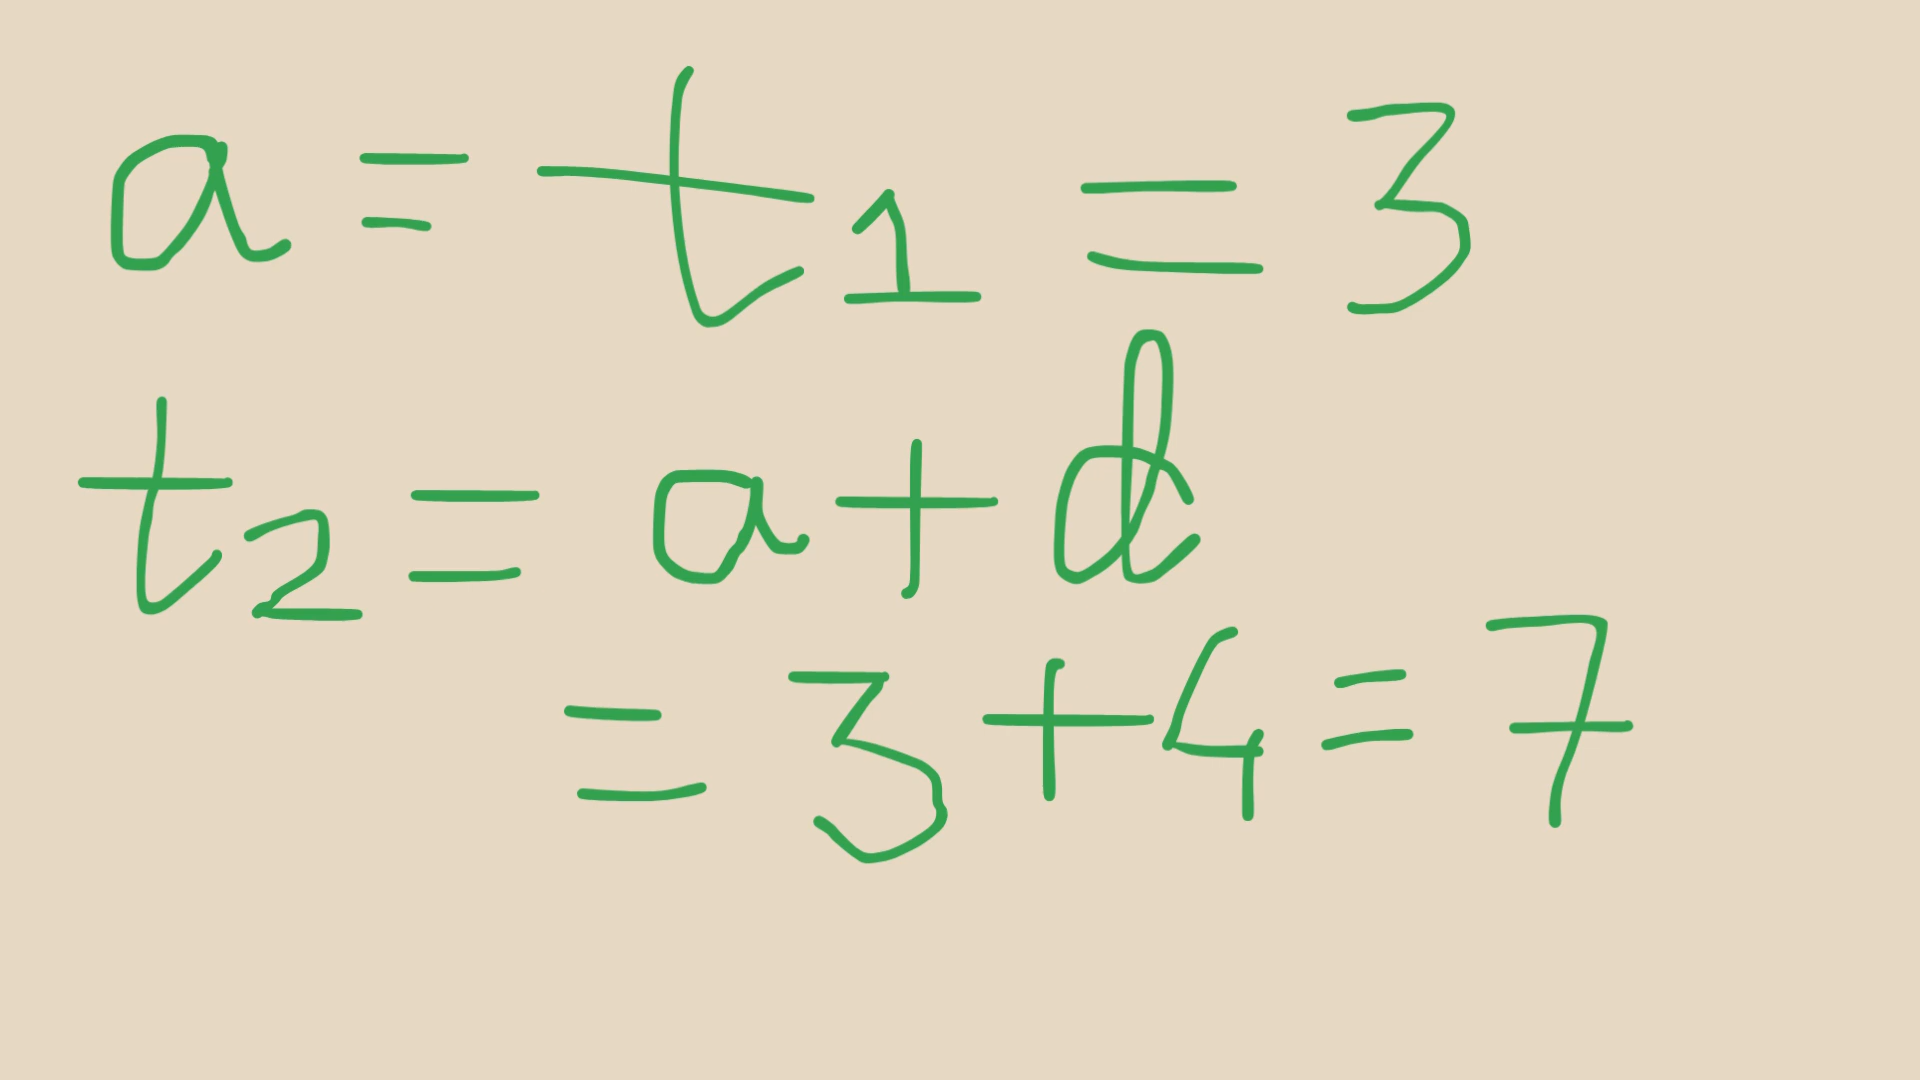 a = t₁ = 3
t₂ = a + d
= 3 + 4 = 7